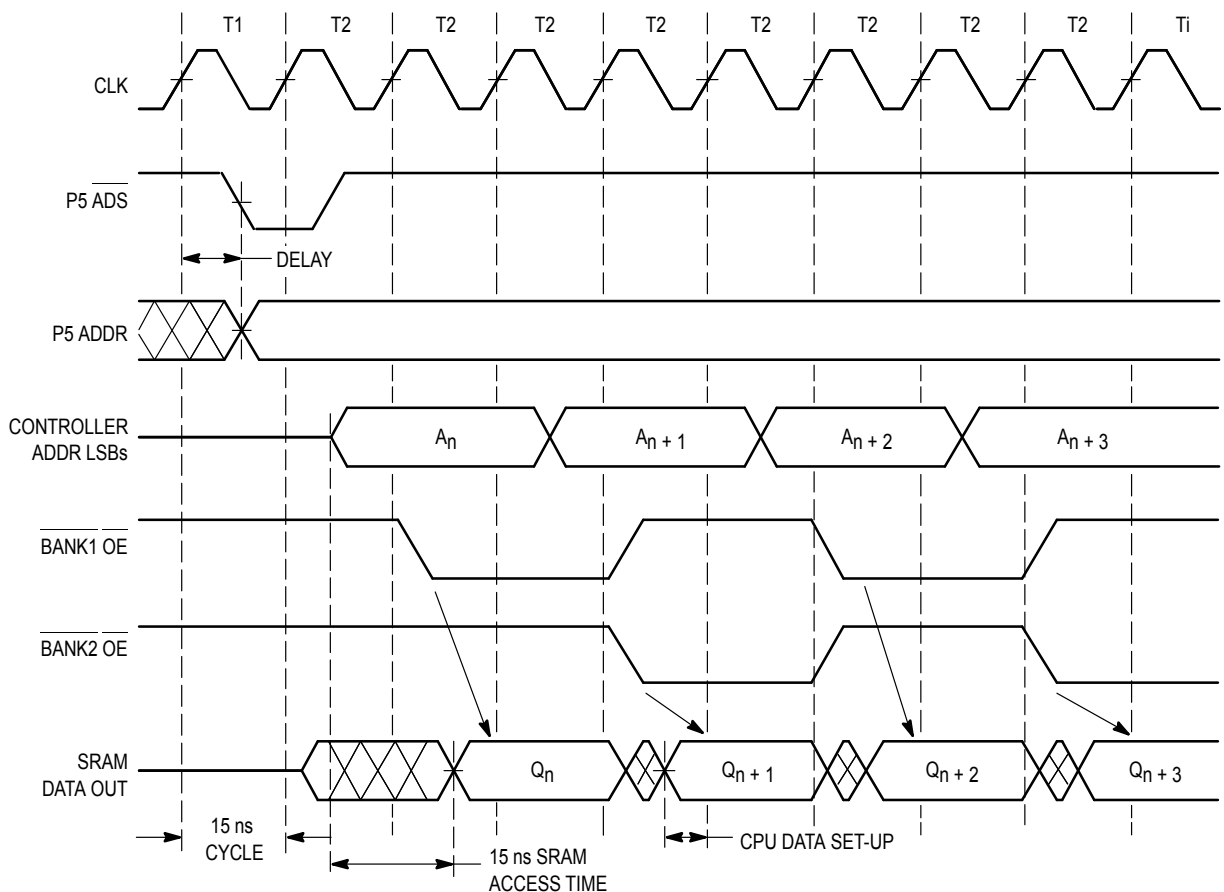 T1 T2 T2 T2 T2 T2 T2 T2 T2 Ti
CLK
P5 ADS
DELAY
P5 ADDR
CONTROLLER
ADDR LSBs
An An + 1 An + 2 An + 3
BANK1 OE
BANK2 OE
SRAM
DATA OUT
Qn Qn + 1 Qn + 2 Qn + 3
15 ns
CYCLE
15 ns SRAM
ACCESS TIME
CPU DATA SET-UP